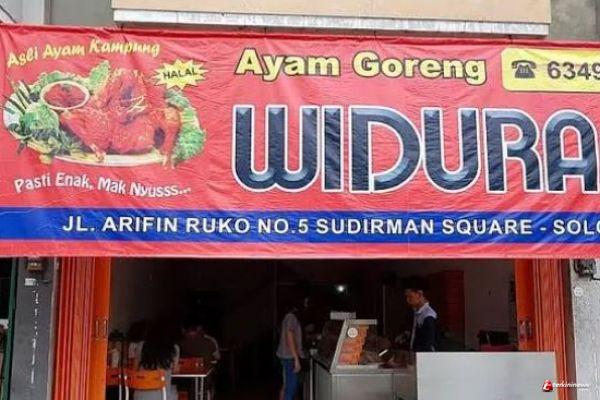 Asli Ayam Kampung
HALAL
Ayam Goreng
☎ 6349
WIDURA
Pasti Enak, Mak Nyusss...
JL. ARIFIN RUKO NO.5 SUDIRMAN SQUARE - SOLO
terkininews